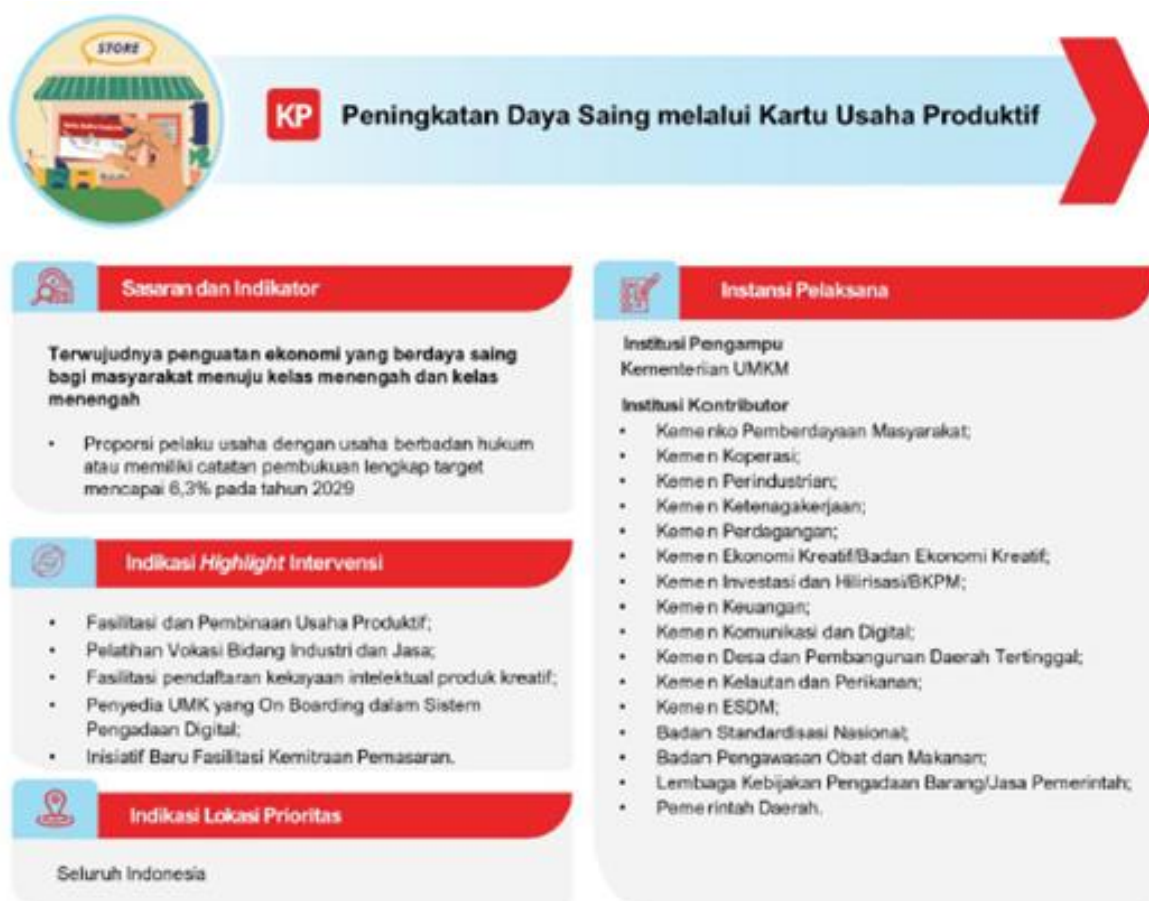 STORE
KP
Peningkatan Daya Saing melalui Kartu Usaha Produktif
Sasaran dan Indikator
Terwujudnya penguatan ekonomi yang berdaya saing
bagi masyarakat menuju kelas menengah dan kelas
menengah
• Proporsi pelaku usaha dengan usaha berbadan hukum
atau memiliki catatan pembukuan lengkap target
mencapai 6,3% pada tahun 2029
Indikasi Highlight Intervensi
• Fasilitasi dan Pembinaan Usaha Produktif;
• Pelatihan Vokasi Bidang Industri dan Jasa;
• Fasilitasi pendaftaran kekayaan intelektual produk kreatif;
• Penyedia UMK yang On Boarding dalam Sistem
Pengadaan Digital;
• Inisiatif Baru Fasilitasi Kemitraan Pemasaran.
Indikasi Lokasi Prioritas
Seluruh Indonesia
Instansi Pelaksana
Institusi Pengampu
Kementerian UMKM
Institusi Kontributor
• Kemenko Pemberdayaan Masyarakat;
• Kemen Koperasi;
• Kemen Perindustrian;
• Kemen Ketenagakerjaan;
• Kemen Perdagangan;
• Kemen Ekonomi Kreatif/Badan Ekonomi Kreatif;
• Kemen Investasi dan Hilirisasi/BKPM;
• Kemen Keuangan;
• Kemen Komunikasi dan Digital;
• Kemen Desa dan Pembangunan Daerah Tertinggal;
• Kemen Kelautan dan Perikanan;
• Kemen ESDM;
• Badan Standardisasi Nasional;
• Badan Pengawasan Obat dan Makanan;
• Lembaga Kebijakan Pengadaan Barang/Jasa Pemerintah;
• Pemerintah Daerah.